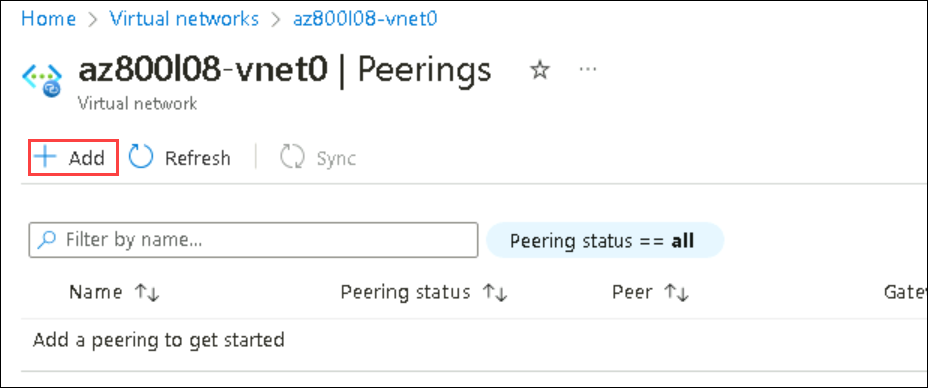 Home > Virtual networks > az800l08-vnet0
az800l08-vnet0 | Peerings
Virtual network
Add Refresh Sync
Filter by name... Peering status == all
Name Peering status Peer Gatew
Add a peering to get started